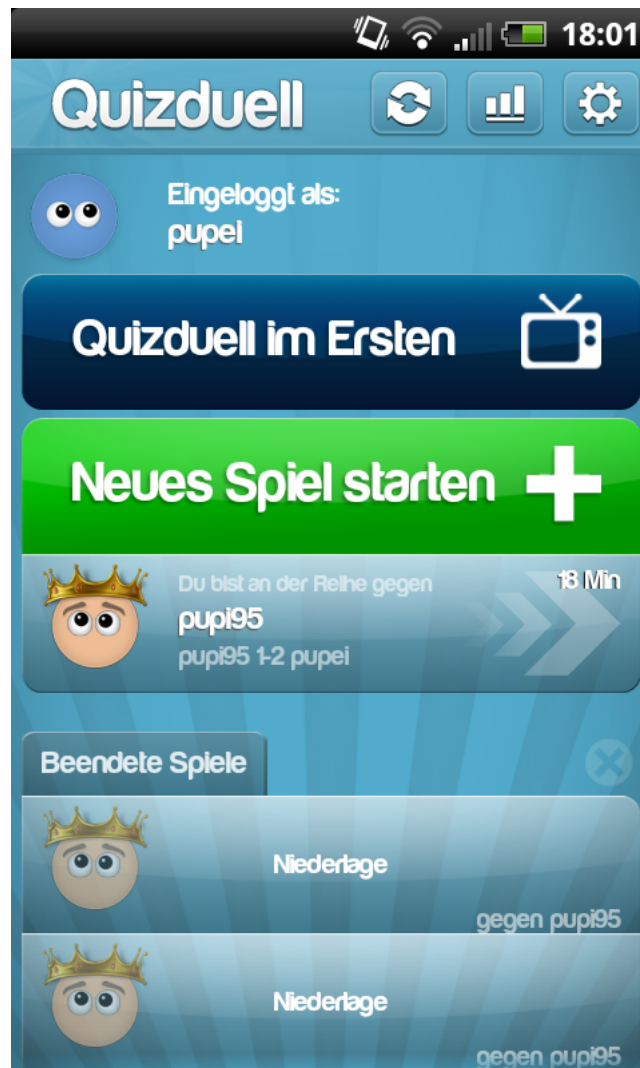 18:01
Quizduell
Eingeloggt als:
pupei
Quizduell im Ersten
Neues Spiel starten
Du bist an der Reihe gegen
18 Min
pupi95
pupi95 1-2 pupei
Beendete Spiele
Niederlage
gegen pupi95
Niederlage
gegen pupi95